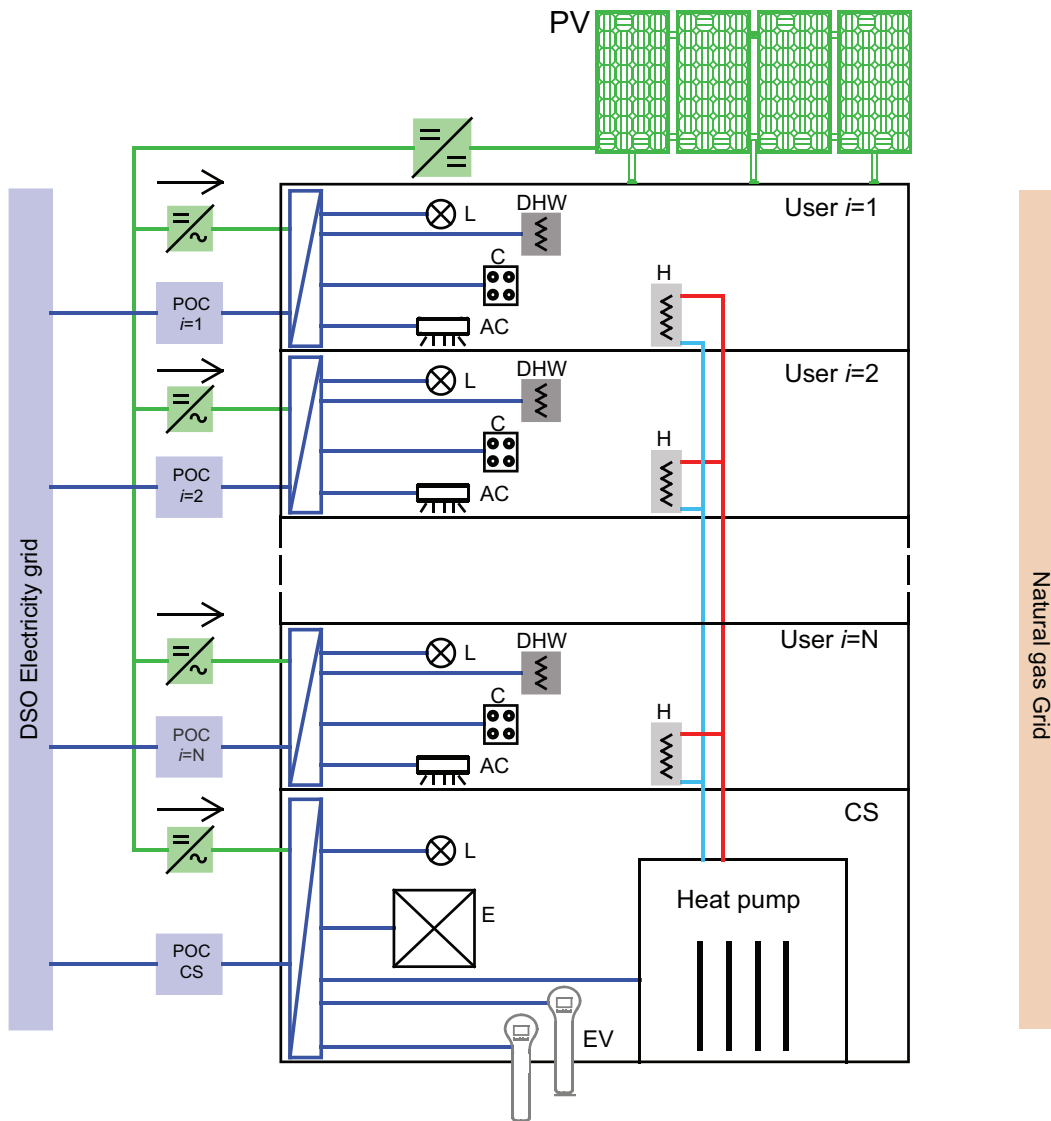 PV
DSO Electricity grid
Natural gas Grid
User i=1
L
DHW
C
AC
H
POC
i=1
User i=2
L
DHW
C
AC
H
POC
i=2
User i=N
L
DHW
C
AC
H
POC
i=N
CS
L
E
Heat pump
POC
CS
EV